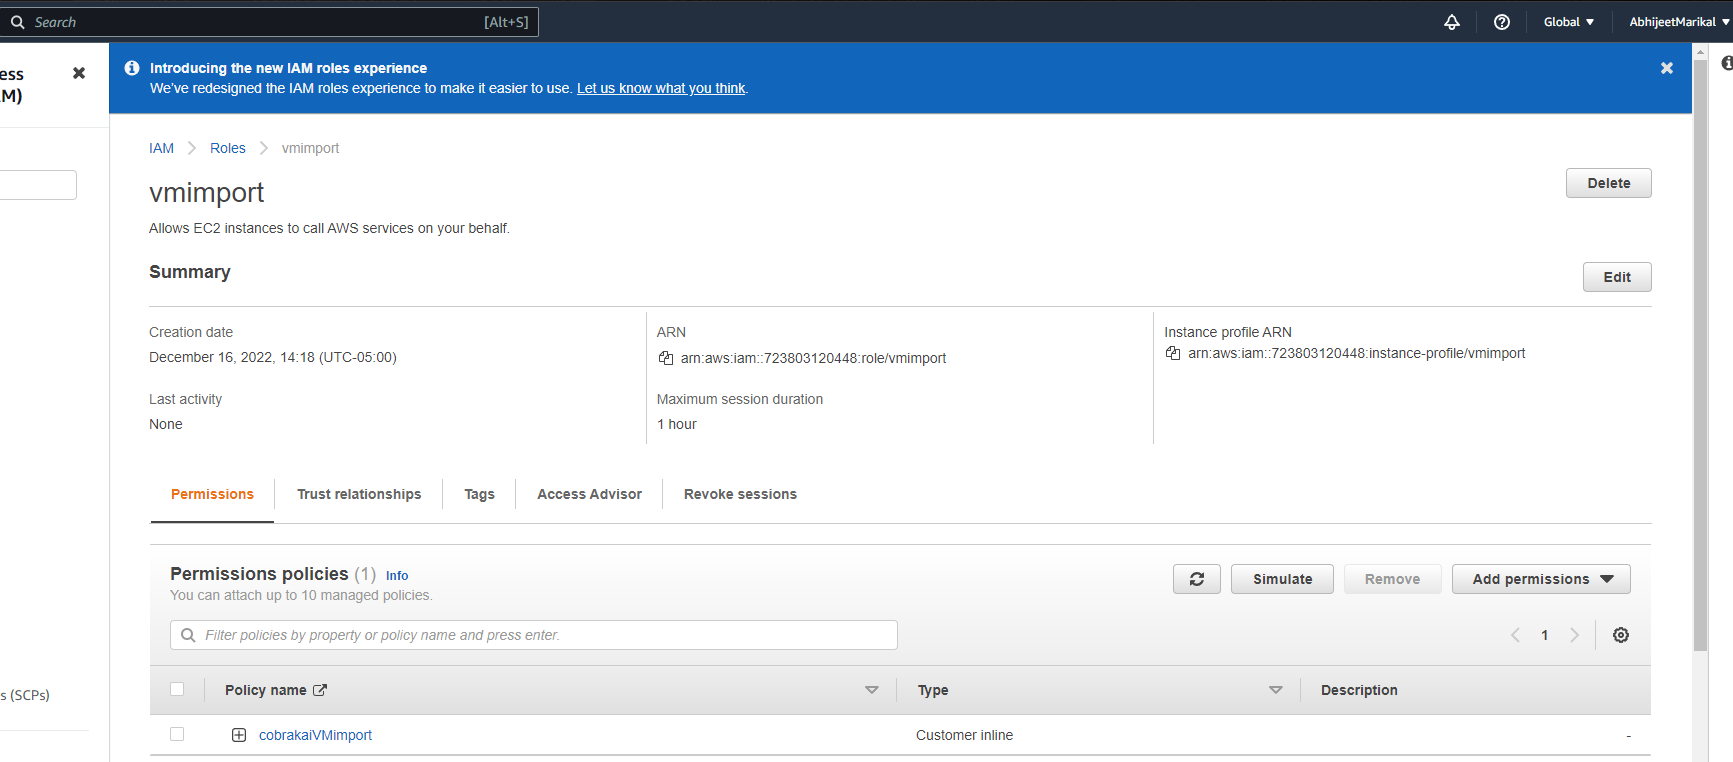 Search [Alt+S] Global AbhijeetMarikal
ess
M)
Introducing the new IAM roles experience
We've redesigned the IAM roles experience to make it easier to use. Let us know what you think.
IAM Roles vmimport
vmimport
Delete
Allows EC2 instances to call AWS services on your behalf.
Summary
Edit
Creation date
December 16, 2022, 14:18 (UTC-05:00)
ARN
arn:aws:iam::723803120448:role/vmimport
Instance profile ARN
arn:aws:iam::723803120448:instance-profile/vmimport
Last activity
None
Maximum session duration
1 hour
Permissions Trust relationships Tags Access Advisor Revoke sessions
Permissions policies (1) Info
You can attach up to 10 managed policies.
Simulate Remove Add permissions
Filter policies by property or policy name and press enter.
1
s (SCPs)
Policy name Type Description
cobrakaiVMimport Customer inline -